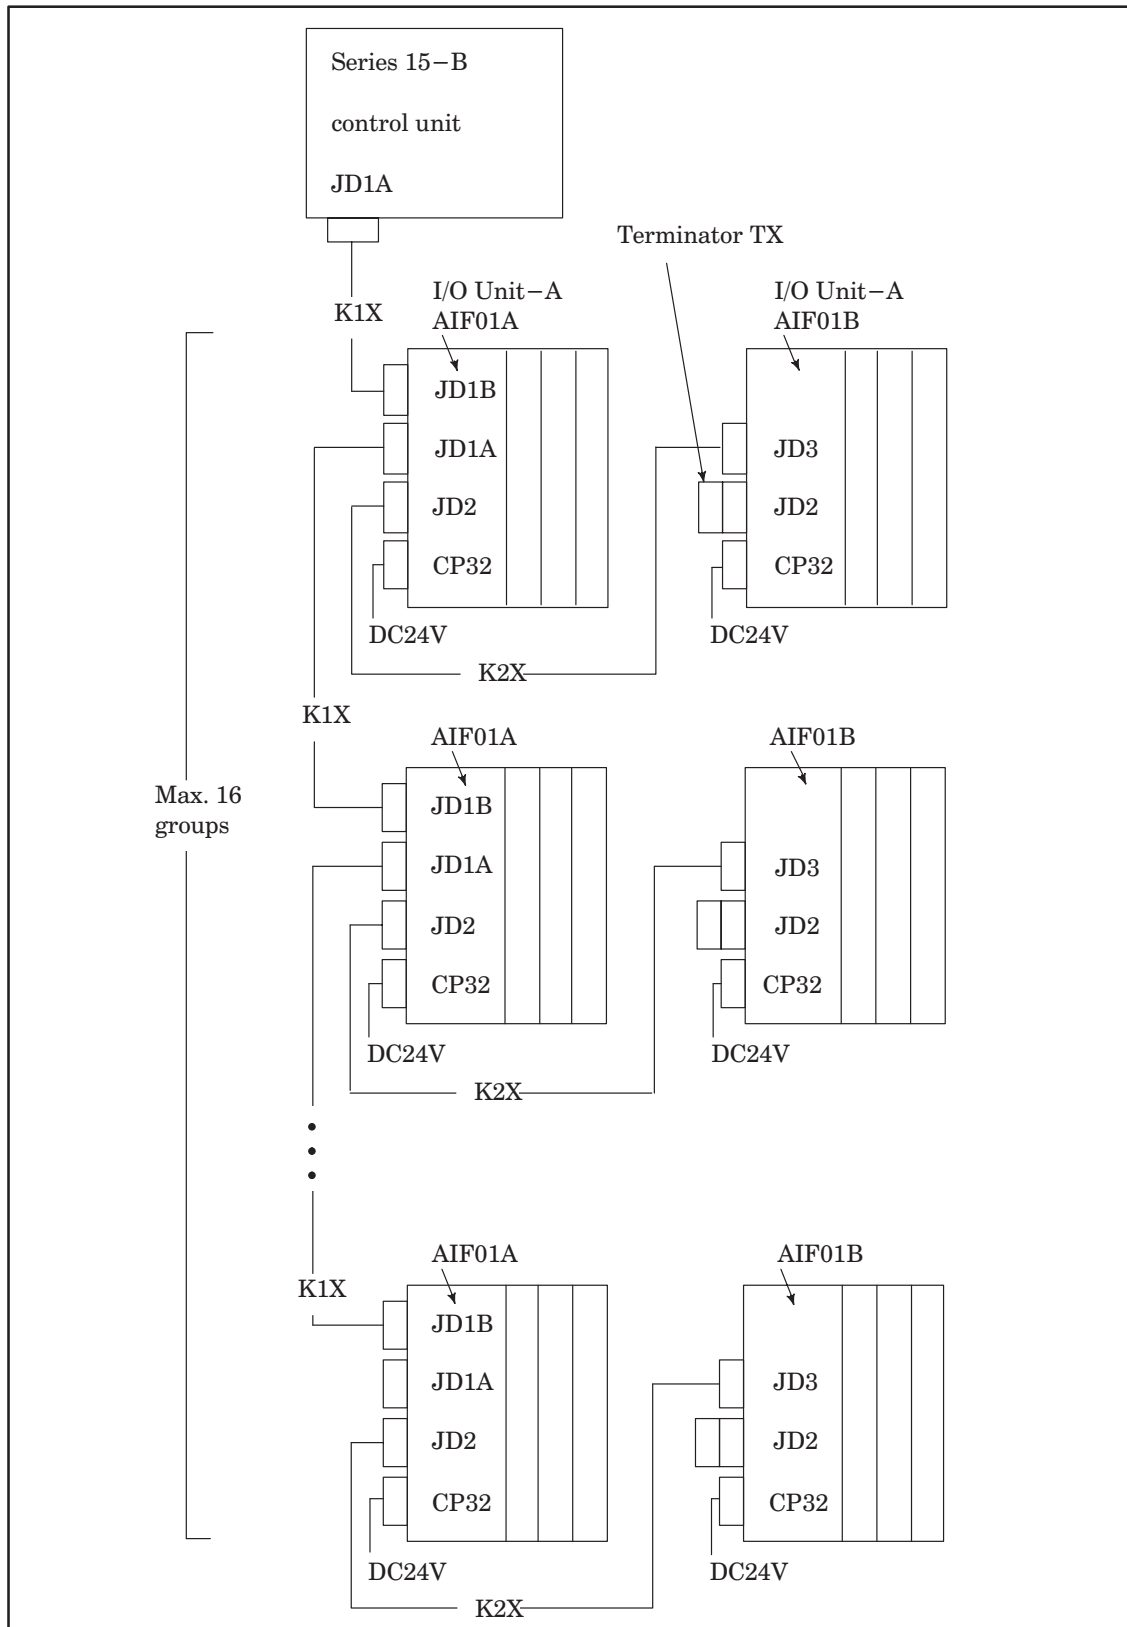 Series 15−B
control unit
JD1A
Terminator TX
I/O Unit−A
AIF01A
I/O Unit−A
AIF01B
K1X
JD1B
JD1A
JD2
CP32
DC24V
JD3
JD2
CP32
DC24V
K2X
K1X
Max. 16
groups
AIF01A
AIF01B
JD1B
JD1A
JD2
CP32
DC24V
JD3
JD2
CP32
DC24V
K2X
K1X
AIF01A
AIF01B
JD1B
JD1A
JD2
CP32
DC24V
JD3
JD2
CP32
DC24V
K2X